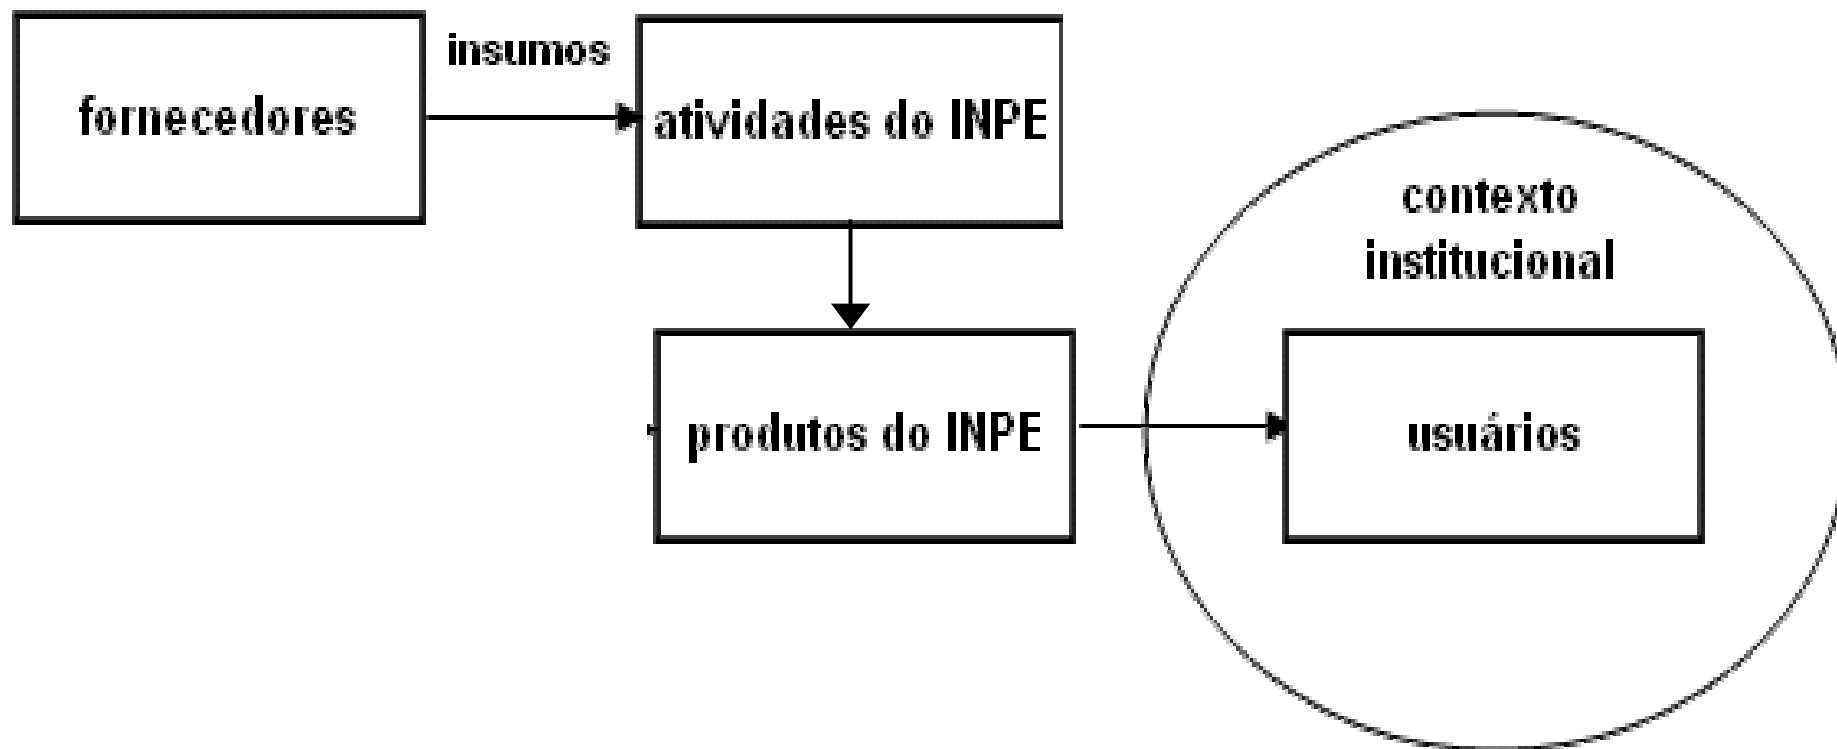 fornecedores
insumos
atividades do INPE
contexto
institucional
produtos do INPE
usuários